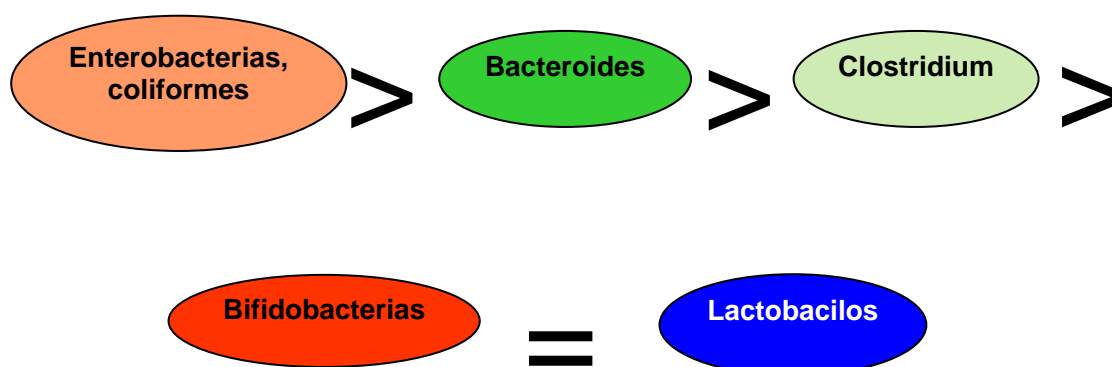 Enterobacterias,
coliformes
>
Bacteroides
>
Clostridium
>
Bifidobacterias
=
Lactobacilos